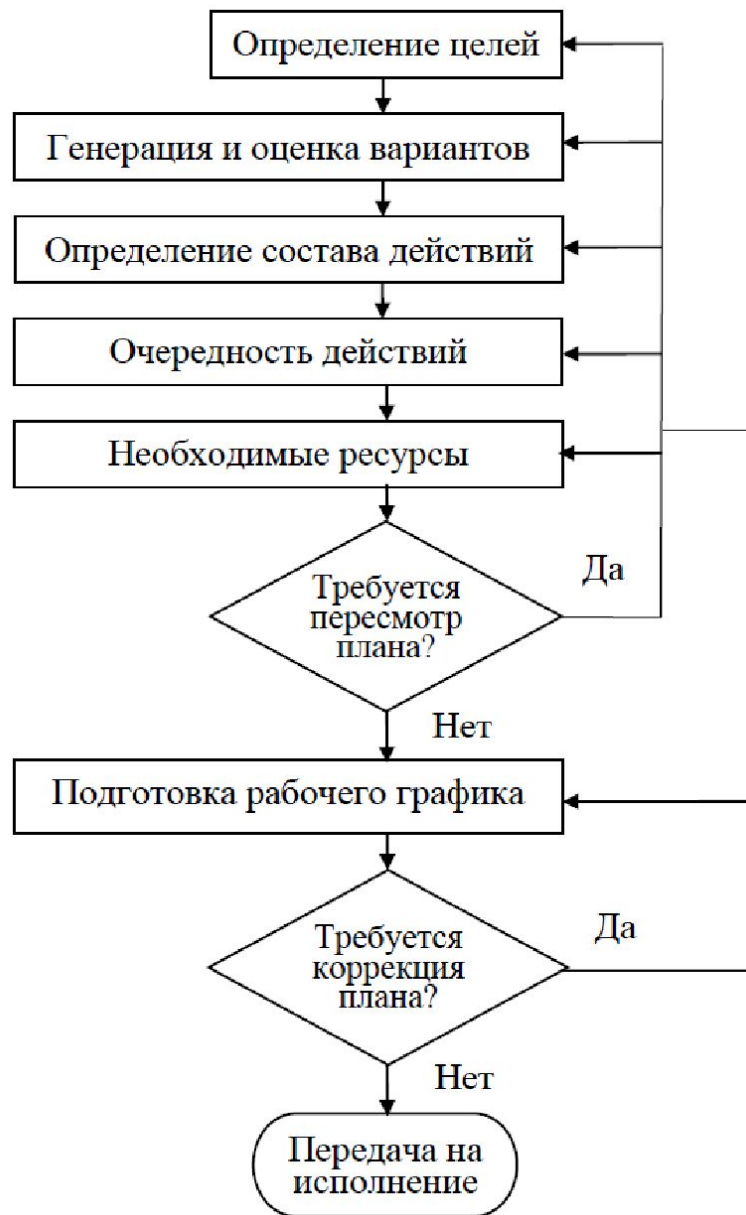 Определение целей
Генерация и оценка вариантов
Определение состава действий
Очередность действий
Необходимые ресурсы
Требуется
пересмотр
плана?
Да
Нет
Подготовка рабочего графика
Требуется
коррекция
плана?
Да
Нет
Передача на
исполнение